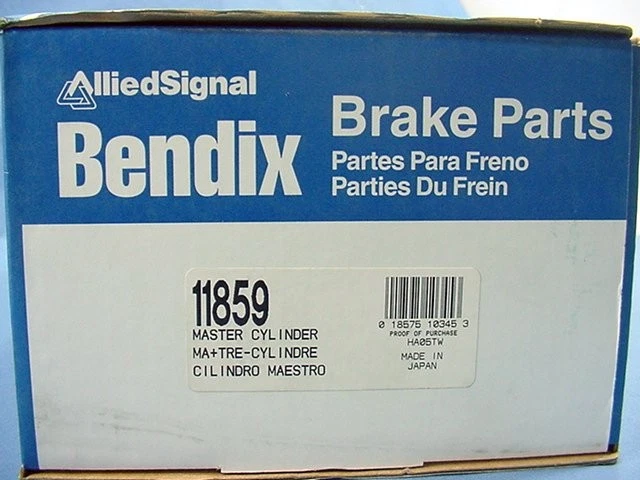 AlliedSignal
Bendix
Brake Parts
Partes Para Freno
Parties Du Frein
11859
MASTER CYLINDER
MA+TRE-CYLINDRE
CILINDRO MAESTRO
0 18575 10345 3
PROOF OF PURCHASE
HA05TW
MADE IN
JAPAN